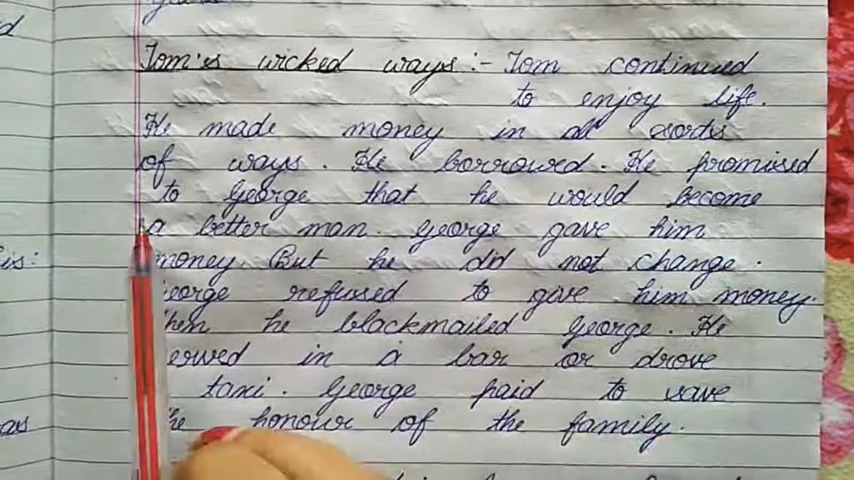 Tom's wicked ways :- Tom continued
to enjoy life.
He made money in all sorts
of ways. He borrowed. He promised
to George that he would become
a better man. George gave him
money. But he did not change.
George refused to give him money.
Then he blackmailed George. He
served in a bar or drove
taxi. George paid to save
the honour of the family.